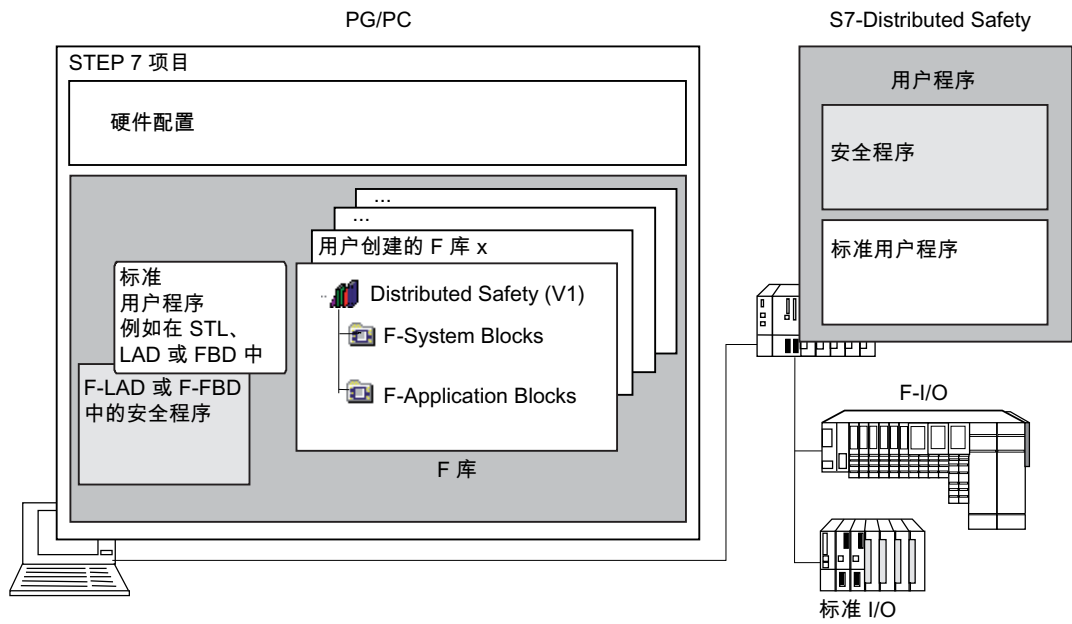 PG/PC
S7-Distributed Safety
STEP 7 项目
硬件配置
...
...
用户创建的 F 库 x
Distributed Safety (V1)
F-System Blocks
F-Application Blocks
F 库
标准
用户程序
例如在 STL、
LAD 或 FBD 中
F-LAD 或 F-FBD
中的安全程序
用户程序
安全程序
标准用户程序
F-I/O
标准 I/O